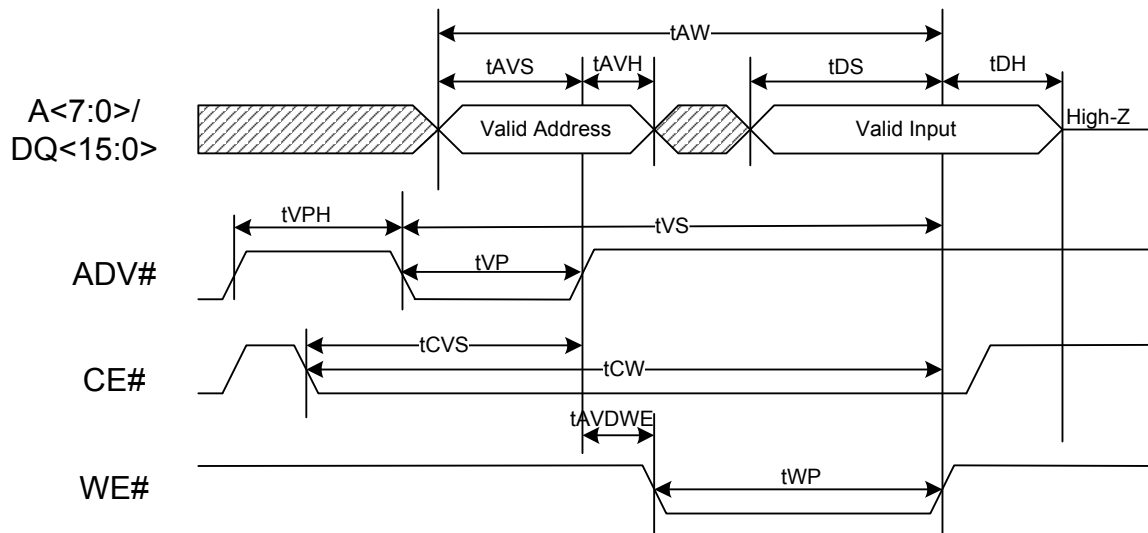 tAW
tAVS tAVH tDS tDH
A<7:0>/
DQ<15:0>
Valid Address Valid Input High-Z
tVPH tVS
ADV# tVP
tCVS
CE# tCW
tAVDWE
WE# tWP